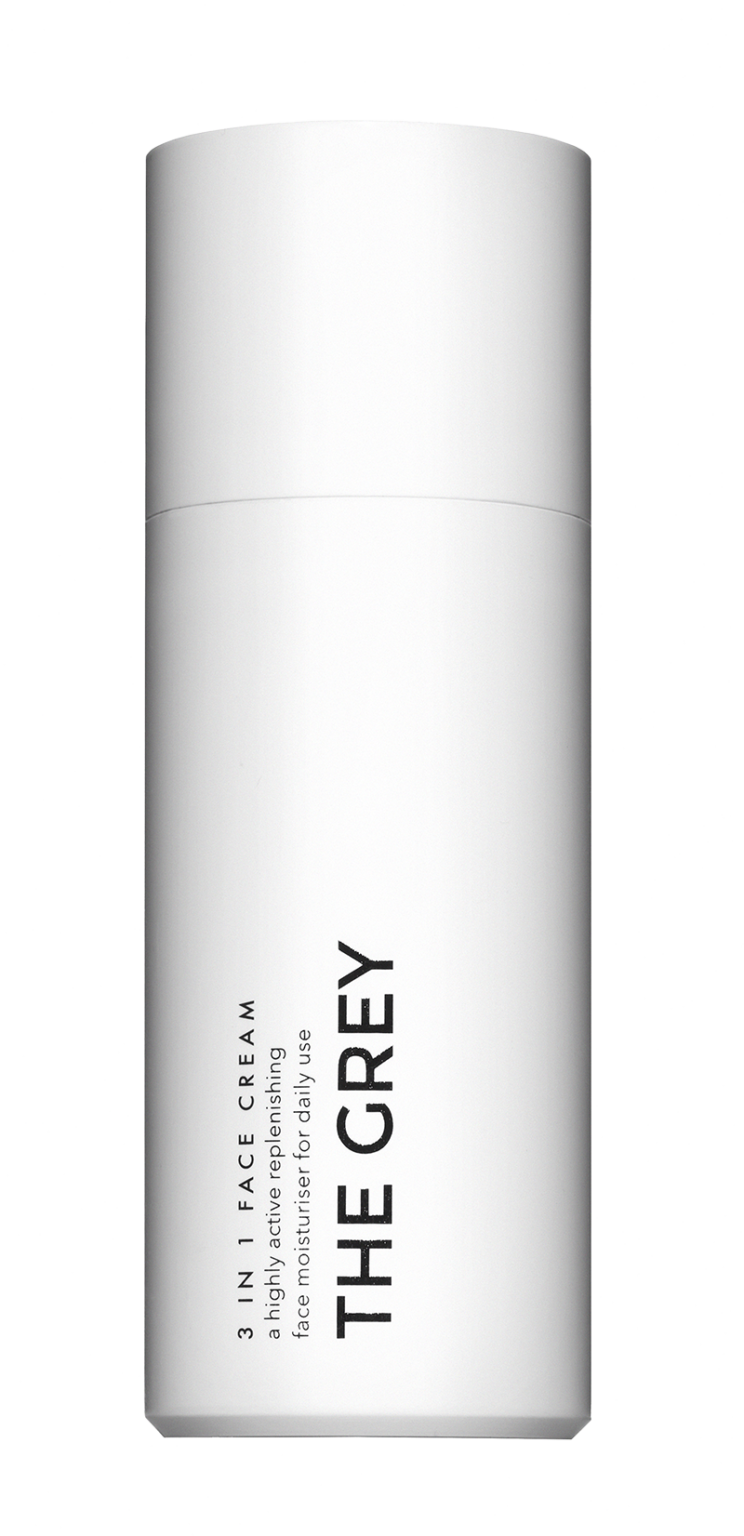 3 IN 1 FACE CREAM
a highly active replenishing
face moisturiser for daily use
THE GREY